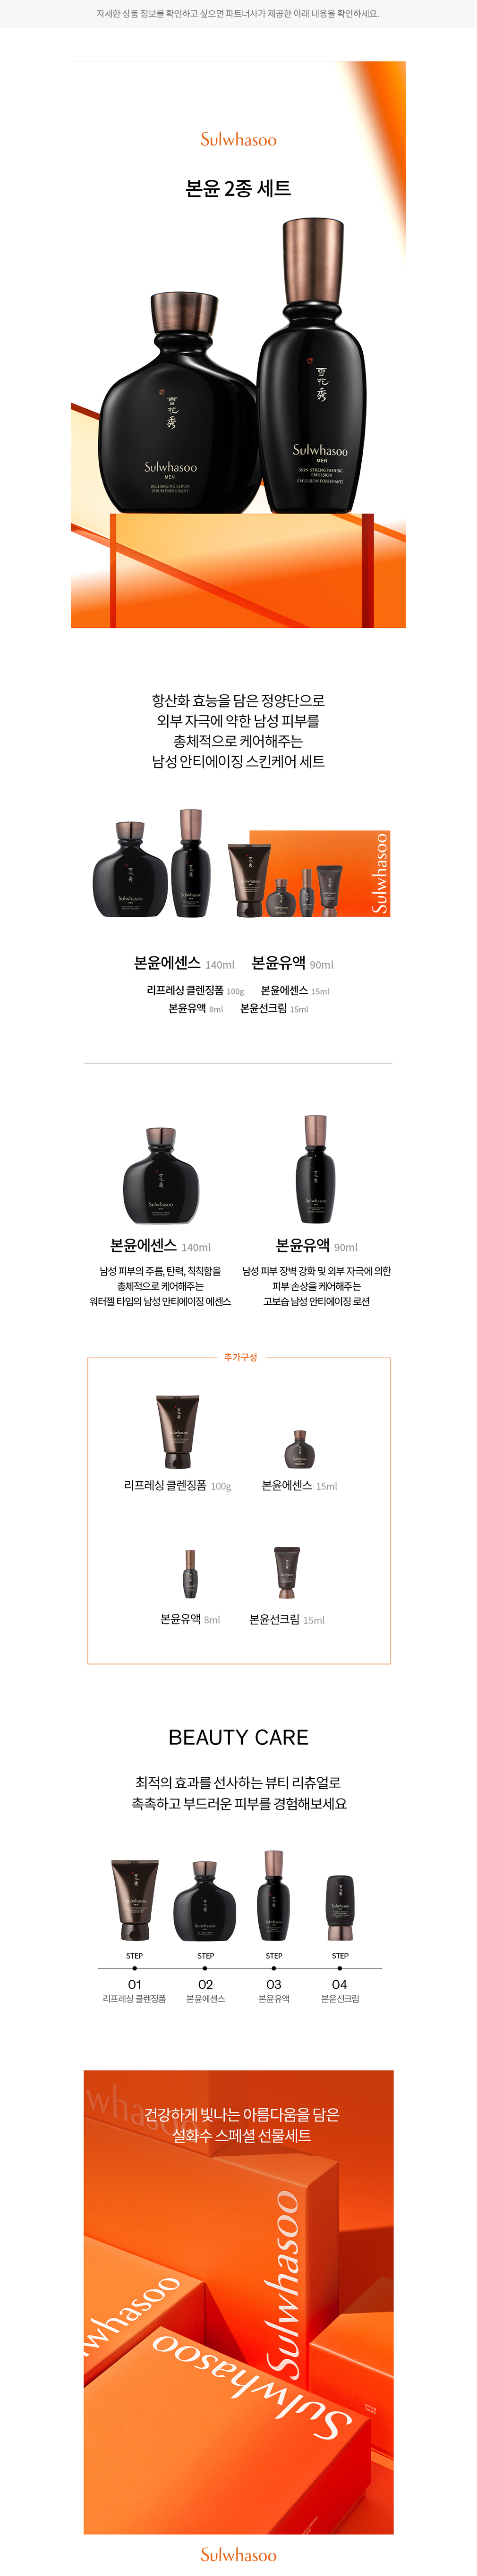 자세한 상품 정보를 확인하고 싶으면 파트너사가 제공한 아래 내용을 확인하세요.
Sulwhasoo
본윤 2종 세트
雪花秀
雪花秀
Sulwhasoo
MEN
SKIN STRENGTHENING
EMULSION
ÉMULSION FORTIFIANTE
Sulwhasoo
MEN
RECHARGING SERUM
SÉRUM ÉNERGISANT
항산화 효능을 담은 정양단으로
외부 자극에 약한 남성 피부를
총체적으로 케어해주는
남성 안티에이징 스킨케어 세트
Sulwhasoo
본윤에센스 140ml 본윤유액 90ml
리프레싱 클렌징폼 100g 본윤에센스 15ml
본윤유액 8ml 본윤선크림 15ml
본윤에센스 140ml 본윤유액 90ml
남성 피부의 주름, 탄력, 칙칙함을
총체적으로 케어해주는
워터젤 타입의 남성 안티에이징 에센스
남성 피부 장벽 강화 및 외부 자극에 의한
피부 손상을 케어해주는
고보습 남성 안티에이징 로션
추가구성
리프레싱 클렌징폼 100g 본윤에센스 15ml
본윤유액 8ml 본윤선크림 15ml
BEAUTY CARE
최적의 효과를 선사하는 뷰티 리츄얼로
촉촉하고 부드러운 피부를 경험해보세요
STEP STEP STEP STEP
01 02 03 04
리프레싱 클렌징폼 본윤에센스 본윤유액 본윤선크림
whasoo
건강하게 빛나는 아름다움을 담은
설화수 스페셜 선물세트
Sulwhasoo
lwhasoo
Sulwhasoo
Sulwhasoo